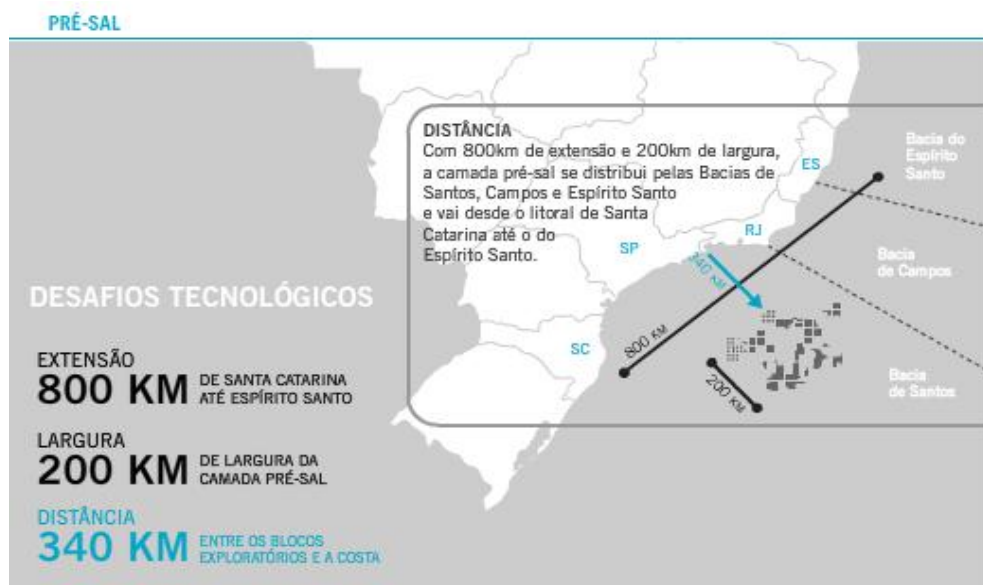 PRÉ-SAL
DISTÂNCIA
Com 800km de extensão e 200km de largura,
a camada pré-sal se distribui pelas Bacias de
Santos, Campos e Espírito Santo
e vai desde o litoral de Santa
Catarina até o do
Espírito Santo.
Bacia do
Espírito
Santo
ES
RJ
SP
SC
Bacia
de Campos
Bacia
de Santos
340 KM
800 KM
200 KM
DESAFIOS TECNOLÓGICOS
EXTENSÃO
800 KM DE SANTA CATARINA
ATÉ ESPÍRITO SANTO
LARGURA
200 KM DE LARGURA DA
CAMADA PRÉ-SAL
DISTÂNCIA
340 KM ENTRE OS BLOCOS
EXPLORATÓRIOS E A COSTA